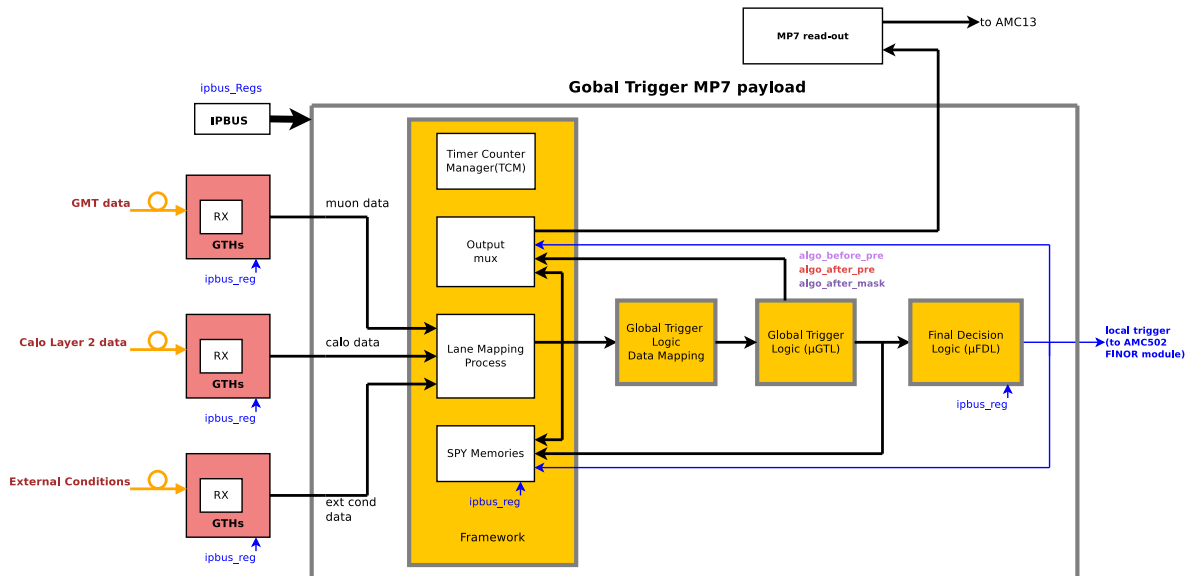 MP7 read-out
to AMC13
Gobal Trigger MP7 payload
ipbus_Regs
IPBUS
Timer Counter
Manager(TCM)
GMT data
RX
GTHs
ipbus_reg
muon data
Output
mux
algo_before_pre
algo_after_pre
algo_after_mask
Calo Layer 2 data
RX
GTHs
ipbus_reg
calo data
Lane Mapping
Process
Global Trigger
Logic
Data Mapping
Global Trigger
Logic (μGTL)
Final Decision
Logic (μFDL)
ipbus_reg
local trigger
(to AMC502
FINOR module)
External Conditions
RX
GTHs
ipbus_reg
ext cond
data
SPY Memories
ipbus_reg
Framework